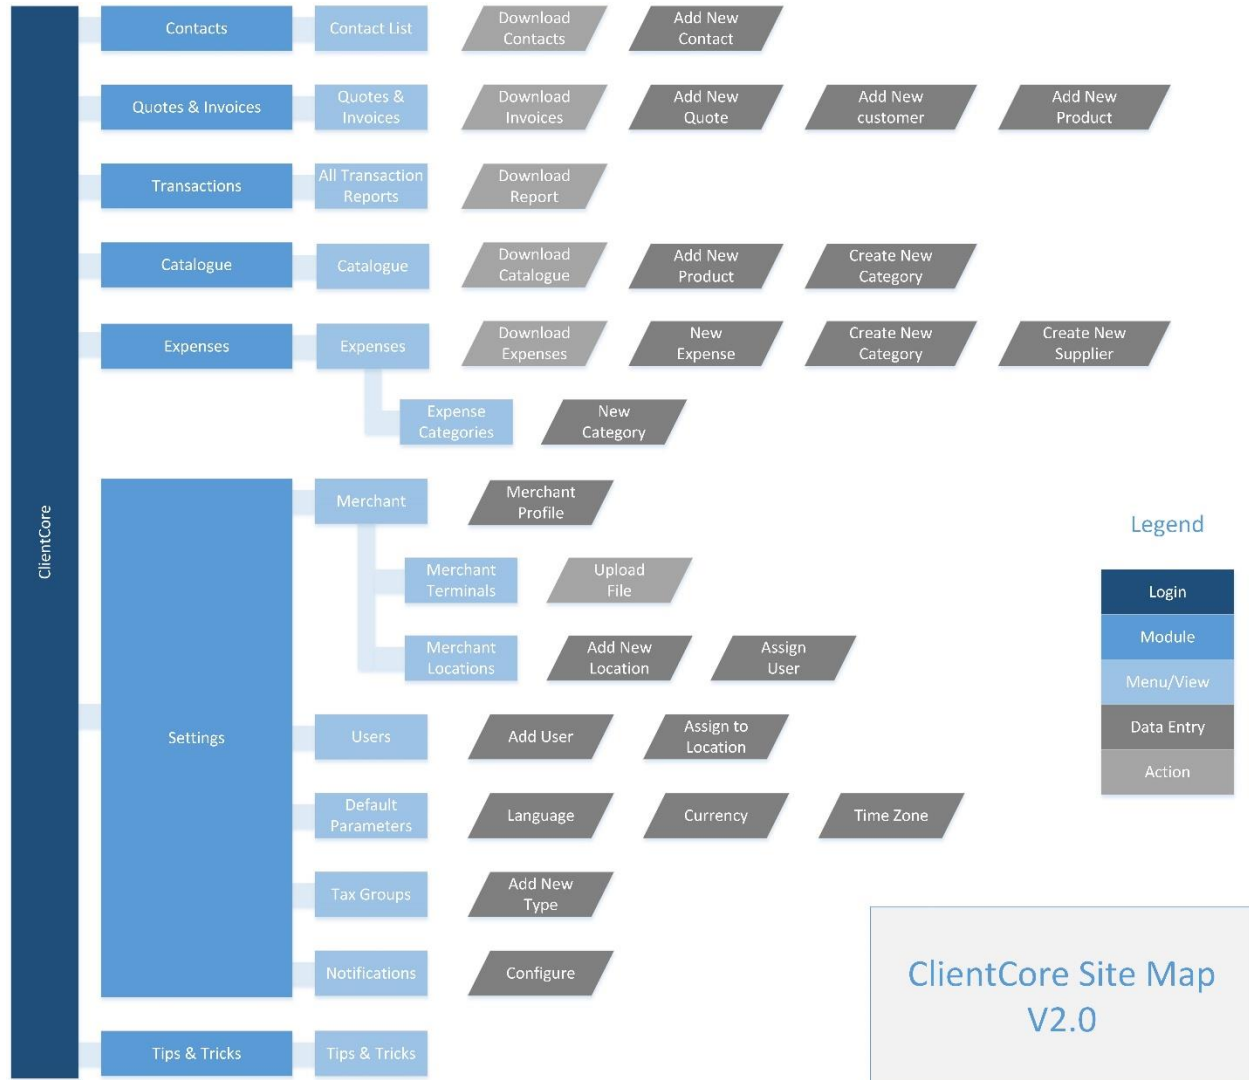 ClientCore
Contacts
Contact List
Download
Contacts
Add New
Contact
Quotes & Invoices
Quotes &
Invoices
Download
Invoices
Add New
Quote
Add New
customer
Add New
Product
Transactions
All Transaction
Reports
Download
Report
Catalogue
Catalogue
Download
Catalogue
Add New
Product
Create New
Category
Expenses
Expenses
Download
Expenses
New
Expense
Create New
Category
Create New
Supplier
Expense
Categories
New
Category
Settings
Merchant
Merchant
Profile
Merchant
Terminals
Upload
File
Merchant
Locations
Add New
Location
Assign
User
Users
Add User
Assign to
Location
Default
Parameters
Language
Currency
Time Zone
Tax Groups
Add New
Type
Notifications
Configure
Tips & Tricks
Tips & Tricks
Legend
Login
Module
Menu/View
Data Entry
Action
ClientCore Site Map
V2.0